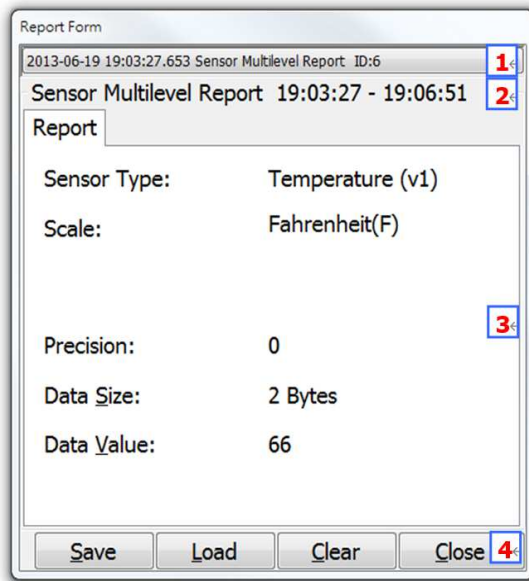 Report Form
2013-06-19 19:03:27.653 Sensor Multilevel Report ID:6 1
Sensor Multilevel Report 19:03:27 - 19:06:51 2
Report
Sensor Type: Temperature (v1)
Scale: Fahrenheit(F)
3
Precision: 0
Data Size: 2 Bytes
Data Value: 66
Save Load Clear Close 4